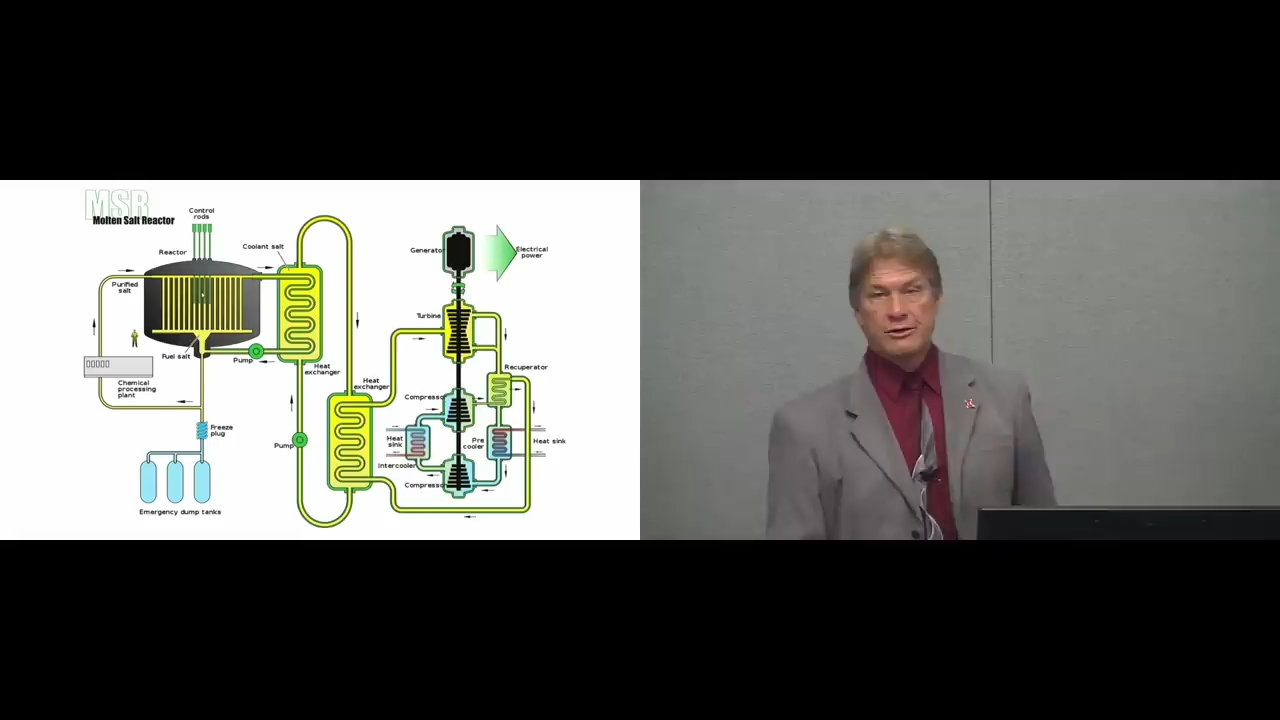 MSR
Molten Salt Reactor
Control
rods
Reactor
Coolant salt
Purified
salt
Fuel salt
Pump
Chemical
processing
plant
Freeze
plug
Emergency dump tanks
Heat
exchanger
Pump
Heat
exchanger
Generator
Electrical
power
Turbine
Recuperator
Compressor
Heat
sink
Pre
cooler
Heat sink
Intercooler
Compressor